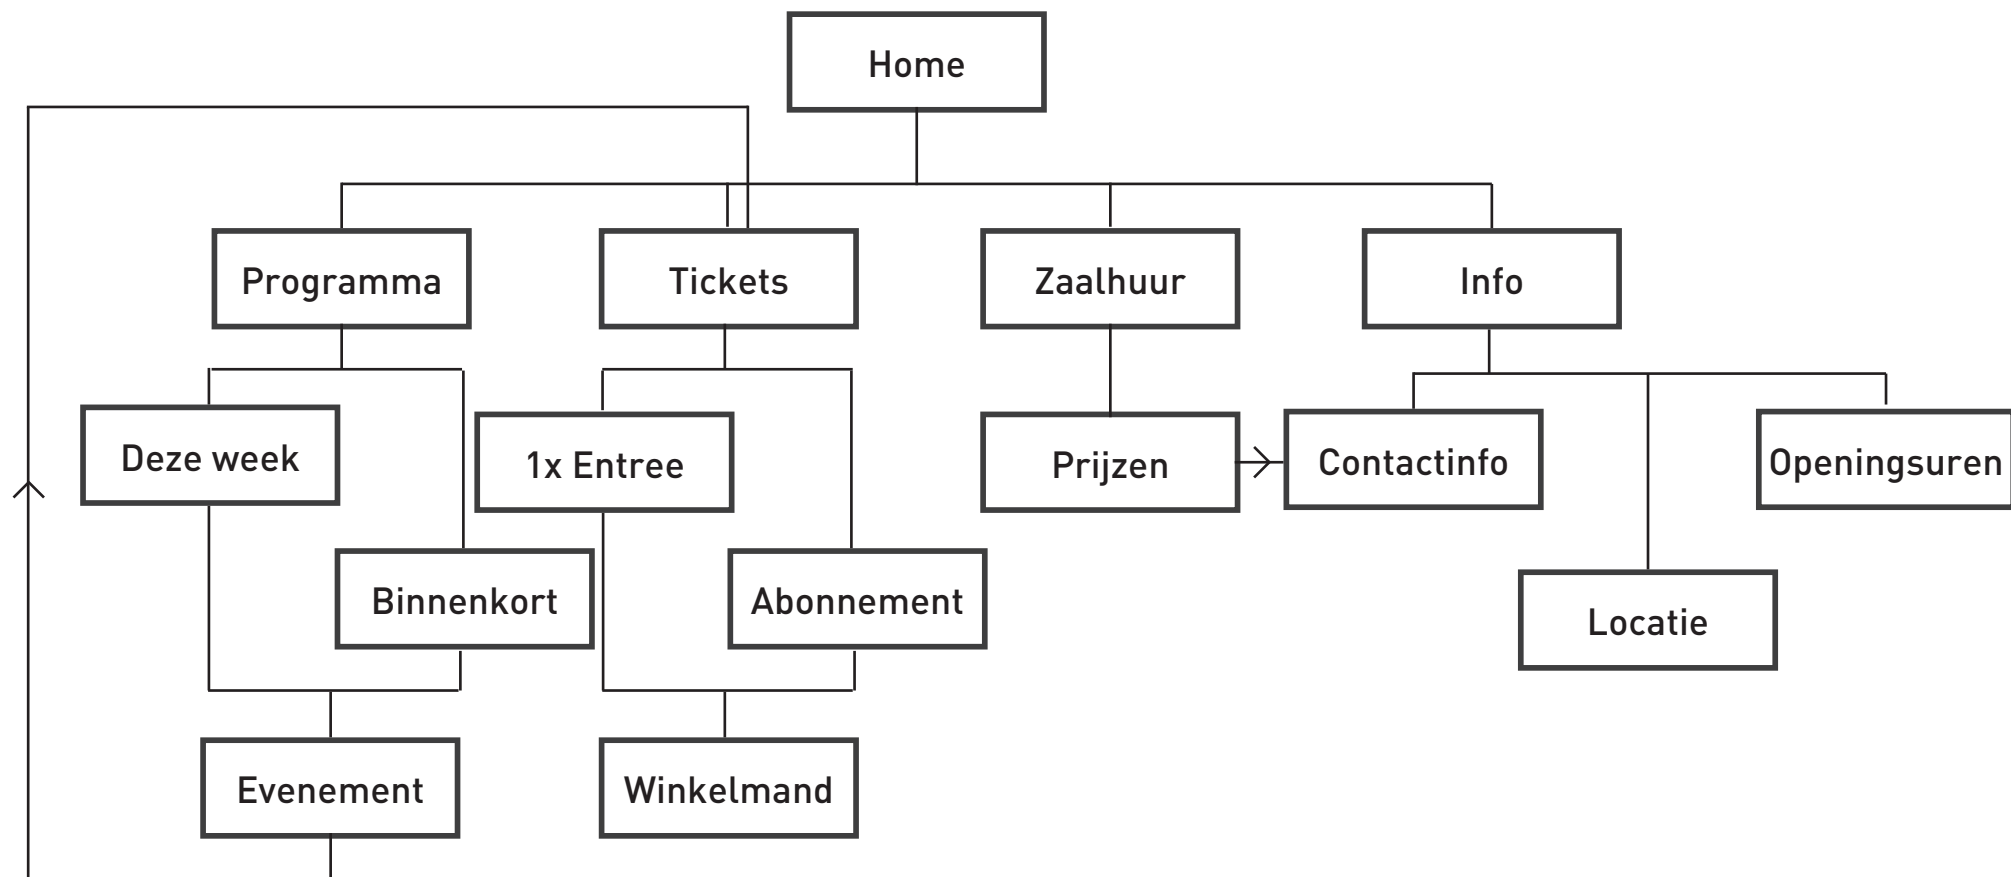 Home
Programma
Tickets
Zaalhuur
Info
Deze week
1x Entree
Prijzen
Contactinfo
Openingsuren
Binnenkort
Abonnement
Locatie
Evenement
Winkelmand